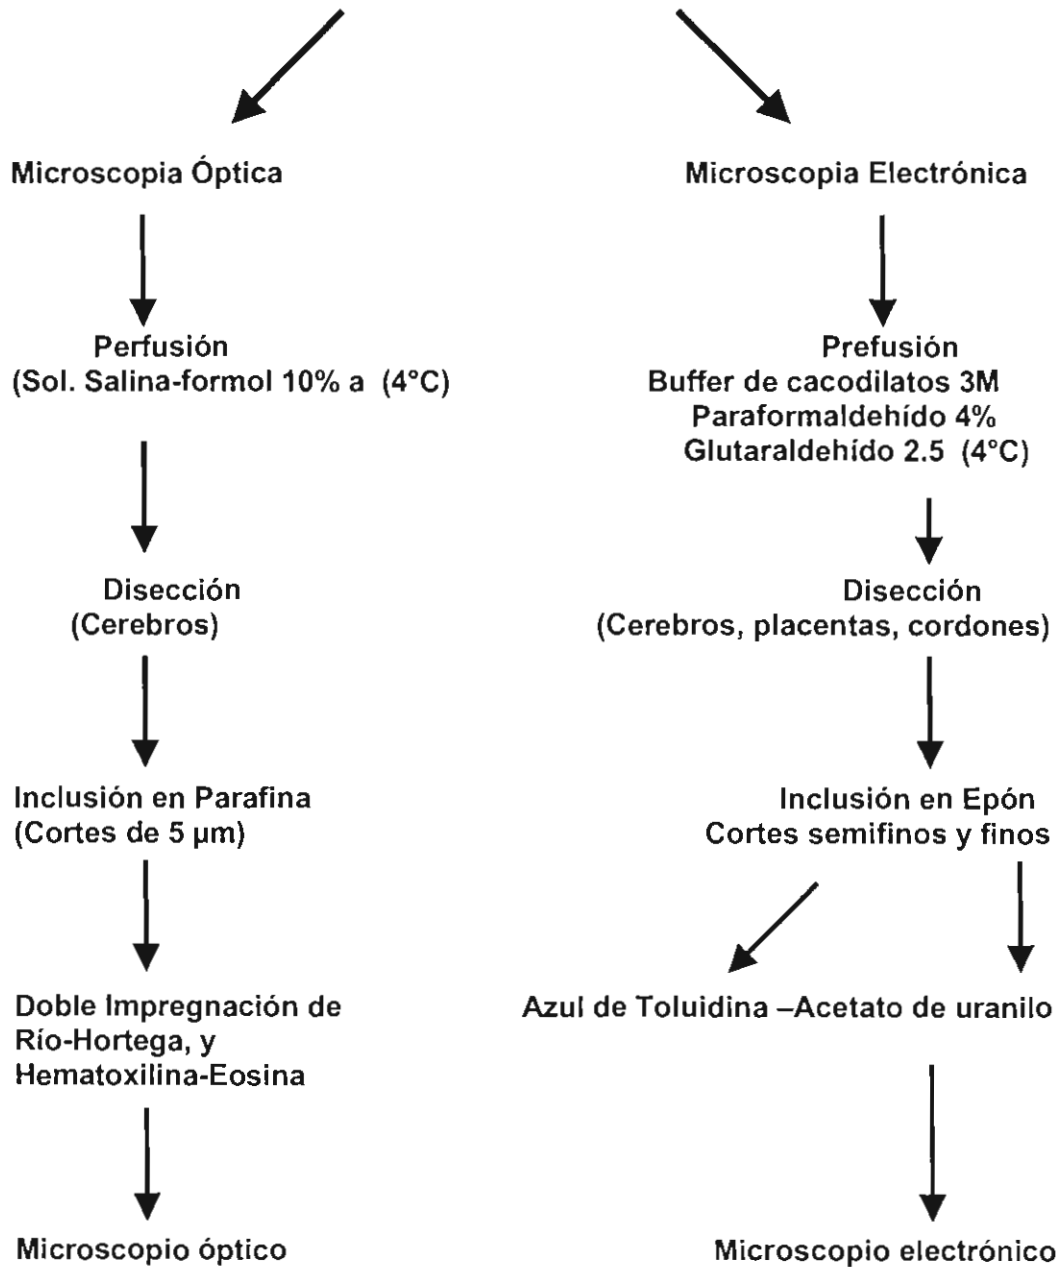 Microscopia Óptica
Perfusión
(Sol. Salina-formol 10% a (4°C)
Disección
(Cerebros)
Inclusión en Parafina
(Cortes de 5 µm)
Doble Impregnación de
Río-Hortega, y
Hematoxilina-Eosina
Microscopio óptico
Microscopia Electrónica
Prefusión
Buffer de cacodilatos 3M
Paraformaldehído 4%
Glutaraldehído 2.5 (4°C)
Disección
(Cerebros, placentas, cordones)
Inclusión en Epón
Cortes semifinos y finos
Azul de Toluidina –Acetato de uranilo
Microscopio electrónico